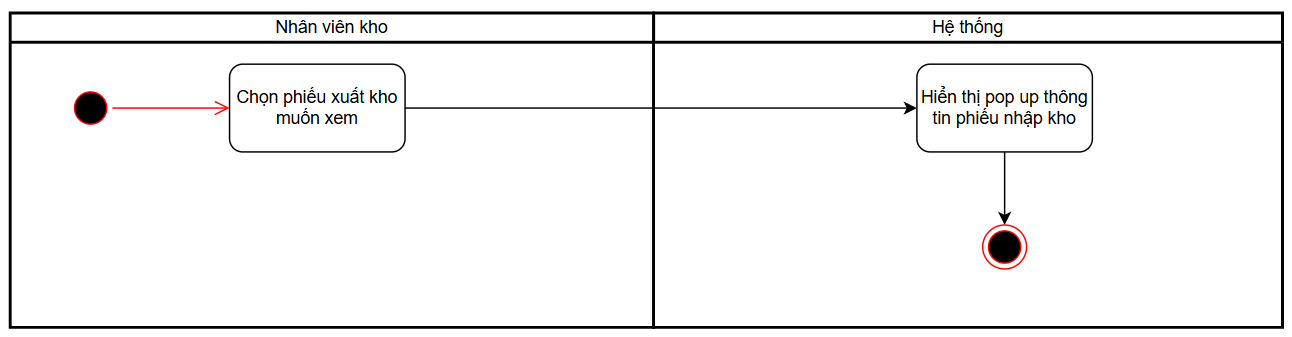 Nhân viên kho
Hệ thống
Chọn phiếu xuất kho
muốn xem
Hiển thị pop up thông
tin phiếu nhập kho